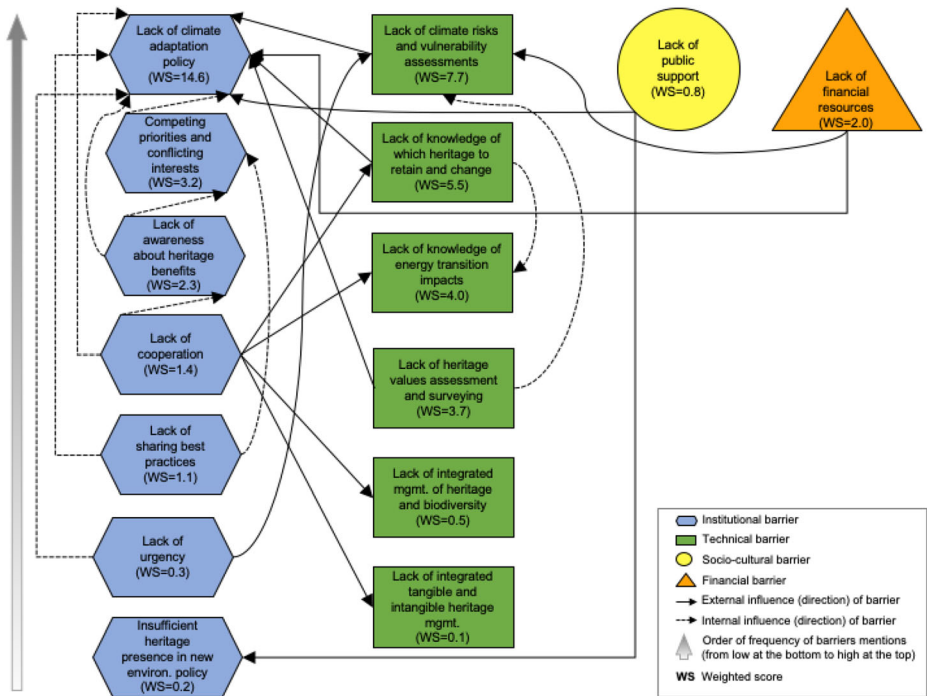 Lack of climate
adaptation
policy
(WS=14.6)
Competing
priorities and
conflicting
interests
(WS=3.2)
Lack of
awareness
about heritage
benefits
(WS=2.3)
Lack of
cooperation
(WS=1.4)
Lack of
sharing best
practices
(WS=1.1)
Lack of
urgency
(WS=0.3)
Insufficient
heritage
presence in new
environ. policy
(WS=0.2)
Lack of climate risks
and vulnerability
assessments
(WS=7.7)
Lack of knowledge of
which heritage to
retain and change
(WS=5.5)
Lack of knowledge of
energy transition
impacts
(WS=4.0)
Lack of heritage
values assessment
and surveying
(WS=3.7)
Lack of integrated
mgmt. of heritage
and biodiversity
(WS=0.5)
Lack of integrated
tangible and
intangible heritage
mgmt.
(WS=0.1)
Lack of
public
support
(WS=0.8)
Lack of
financial
resources
(WS=2.0)
Institutional barrier
Technical barrier
Socio-cultural barrier
Financial barrier
External influence (direction) of barrier
Internal influence (direction) of barrier
Order of frequency of barriers mentions
(from low at the bottom to high at the top)
WS Weighted score